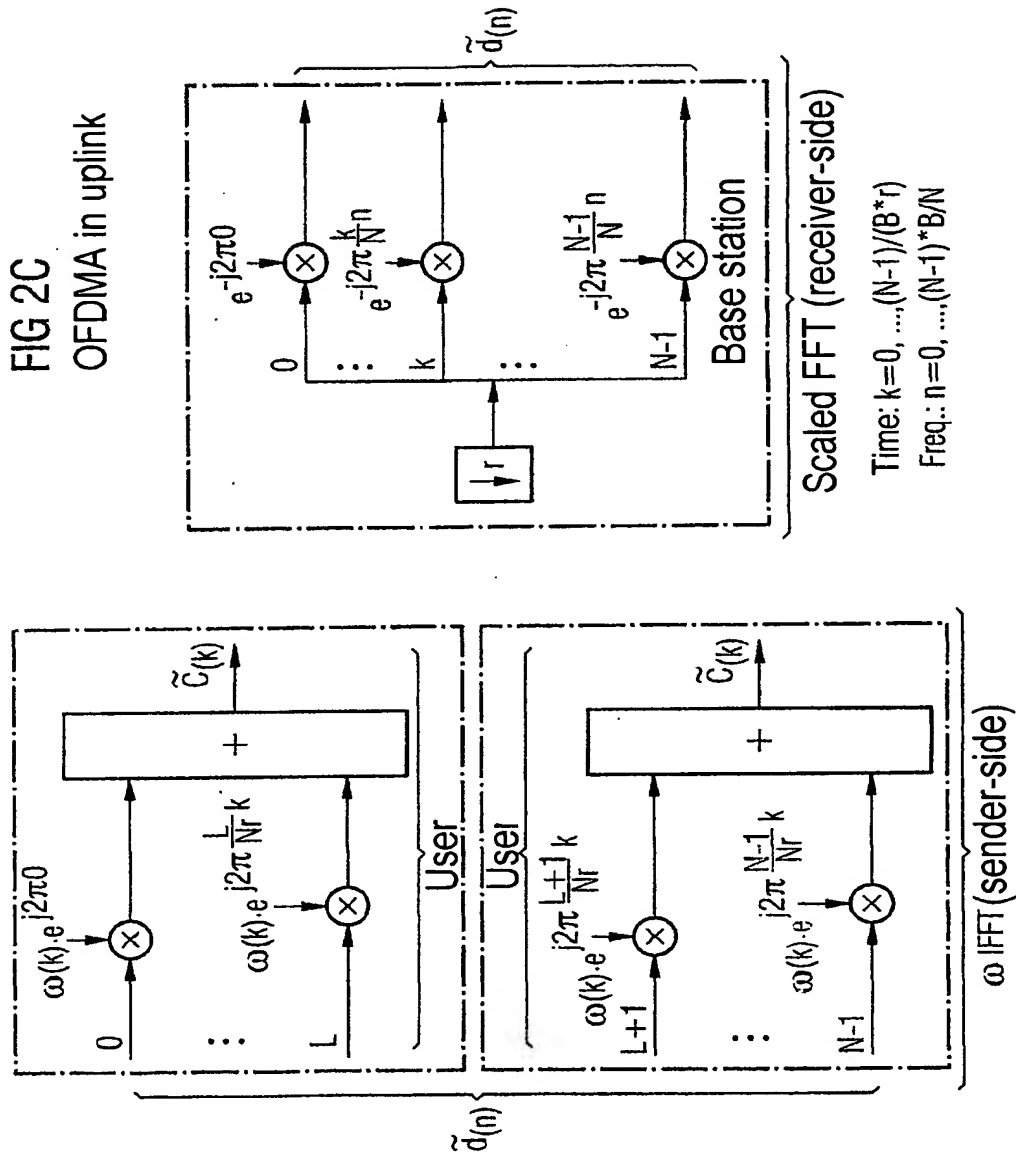 FIG 2C
OFDMA in uplink
d̃(n)
0
ω(k)·e^j2π0
×
...
L
ω(k)·e^j2π L/Nr k
×
+
C̃(k)
User
User
L+1
ω(k)·e^j2π L+1/Nr k
×
...
N-1
ω(k)·e^j2π N-1/Nr k
×
+
C̃(k)
ω IFFT (sender-side)
↓r
0
e^-j2π0
×
...
k
e^-j2π k/N n
×
...
N-1
e^-j2π N-1/N n
×
Base station
d̃(n)
Scaled FFT (receiver-side)
Time: k=0, ...,(N-1)/(B*r)
Freq.: n=0, ...,(N-1)*B/N